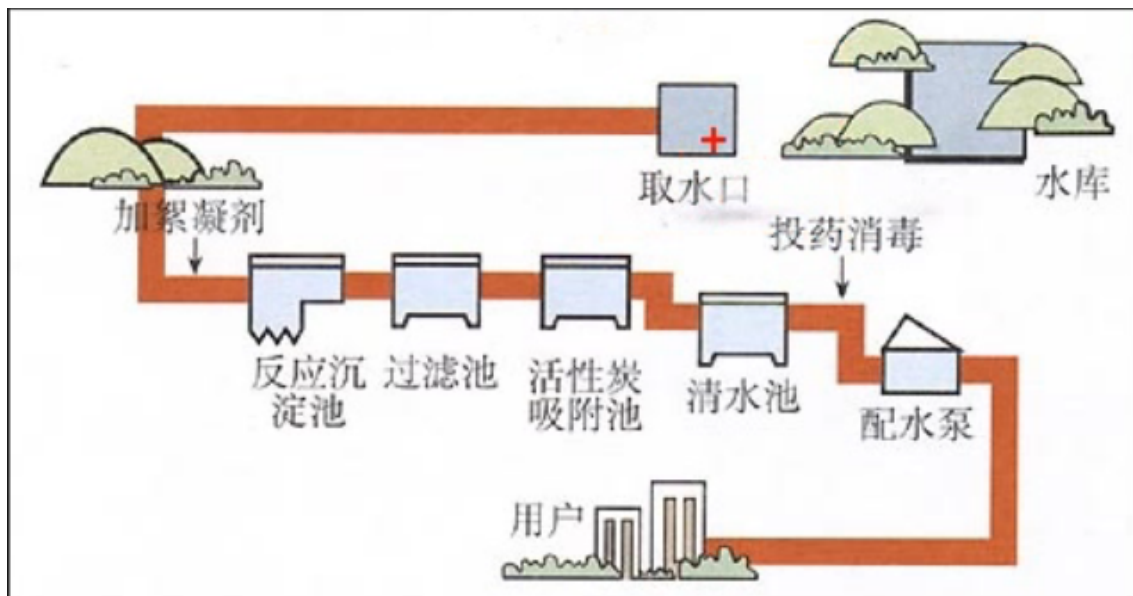 取水口
水库
加絮凝剂
投药消毒
反应沉
淀池
过滤池
活性炭
吸附池
清水池
配水泵
用户